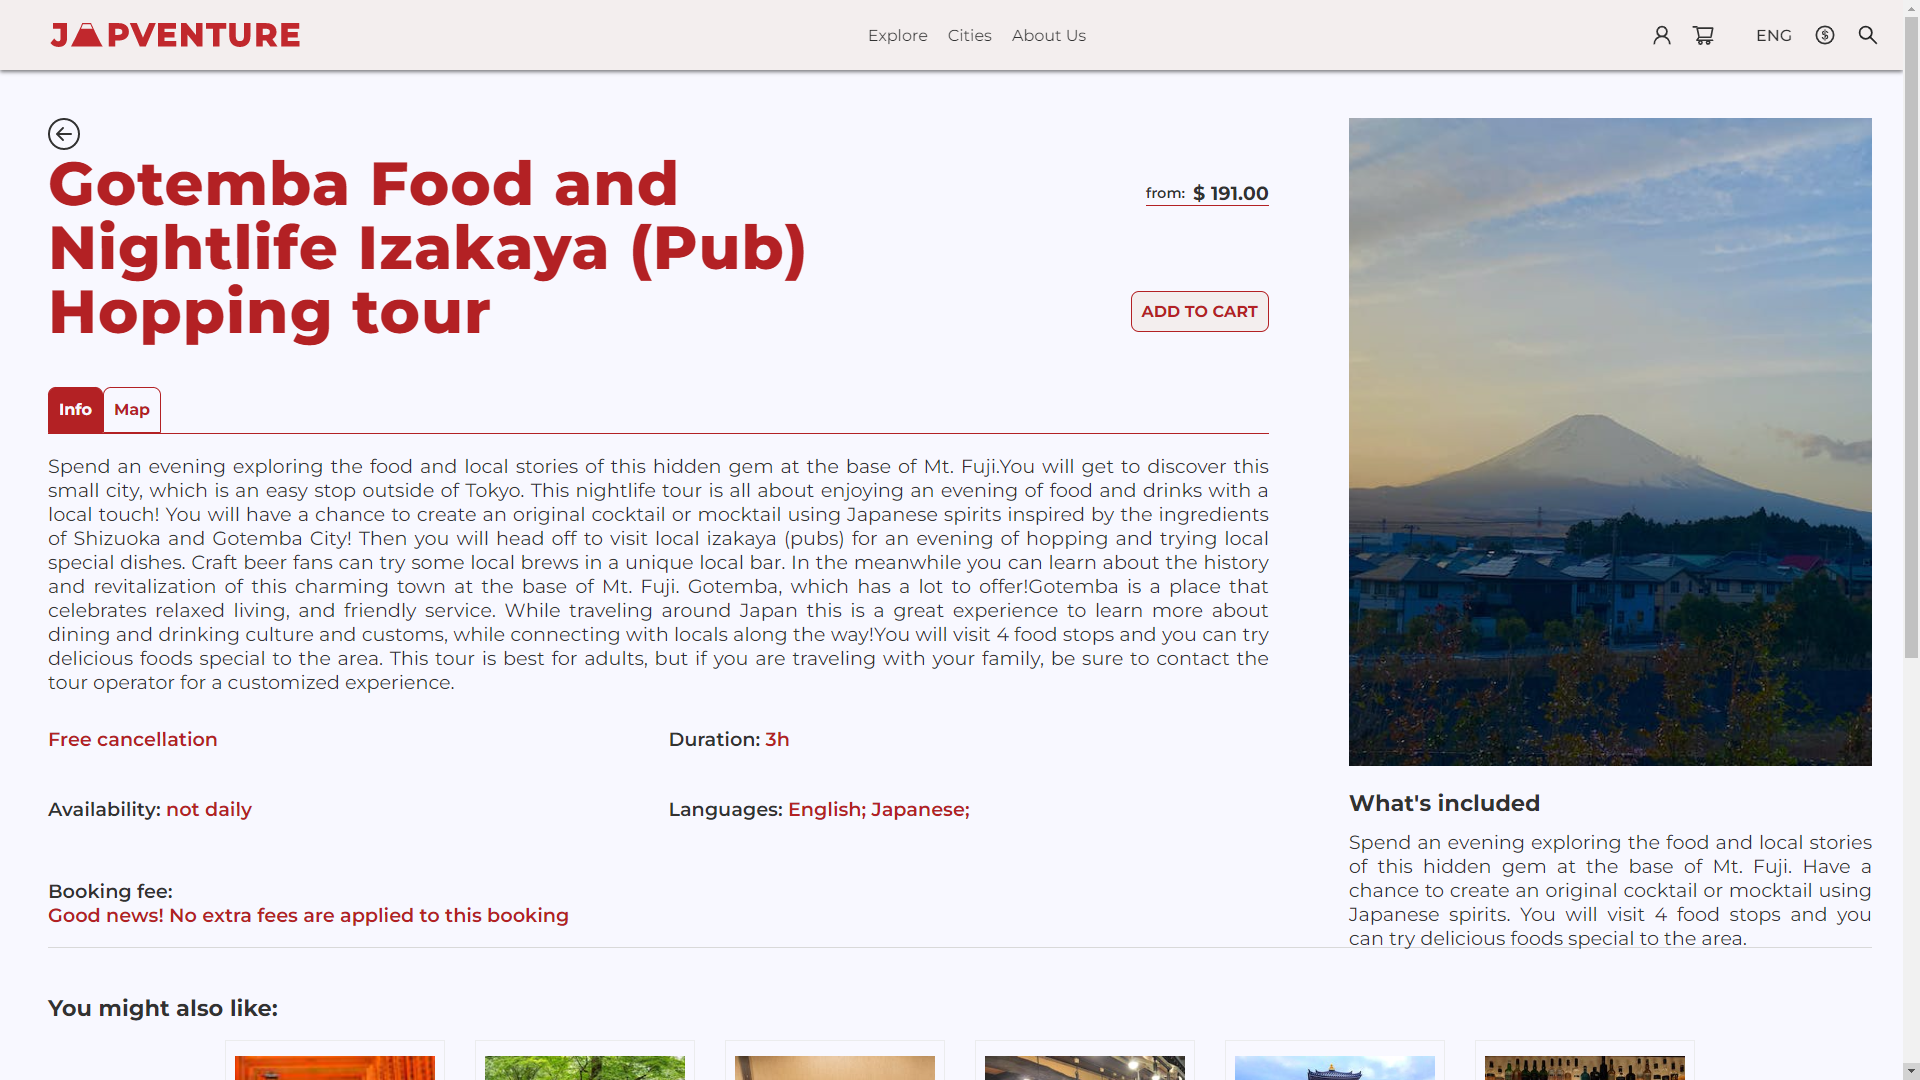 JAPVENTURE
Explore Cities About Us
ENG
Gotemba Food and
Nightlife Izakaya (Pub)
Hopping tour
from: $ 191.00
ADD TO CART
Info Map
Spend an evening exploring the food and local stories of this hidden gem at the base of Mt. Fuji.You will get to discover this
small city, which is an easy stop outside of Tokyo. This nightlife tour is all about enjoying an evening of food and drinks with a
local touch! You will have a chance to create an original cocktail or mocktail using Japanese spirits inspired by the ingredients
of Shizuoka and Gotemba City! Then you will head off to visit local izakaya (pubs) for an evening of hopping and trying local
special dishes. Craft beer fans can try some local brews in a unique local bar. In the meanwhile you can learn about the history
and revitalization of this charming town at the base of Mt. Fuji. Gotemba, which has a lot to offer!Gotemba is a place that
celebrates relaxed living, and friendly service. While traveling around Japan this is a great experience to learn more about
dining and drinking culture and customs, while connecting with locals along the way!You will visit 4 food stops and you can try
delicious foods special to the area. This tour is best for adults, but if you are traveling with your family, be sure to contact the
tour operator for a customized experience.
Free cancellation
Duration: 3h
Availability: not daily
Languages: English; Japanese;
Booking fee:
Good news! No extra fees are applied to this booking
What's included
Spend an evening exploring the food and local stories
of this hidden gem at the base of Mt. Fuji. Have a
chance to create an original cocktail or mocktail using
Japanese spirits. You will visit 4 food stops and you
can try delicious foods special to the area.
You might also like: